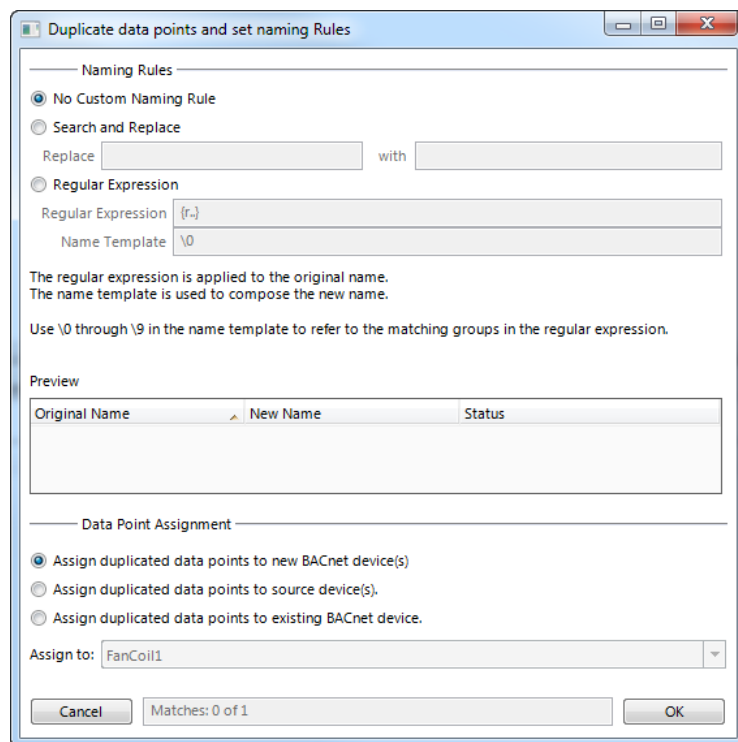 Duplicate data points and set naming Rules
Naming Rules
No Custom Naming Rule
Search and Replace
Replace with
Regular Expression
Regular Expression {r..}
Name Template \0
The regular expression is applied to the original name.
The name template is used to compose the new name.
Use \0 through \9 in the name template to refer to the matching groups in the regular expression.
Preview
Original Name New Name Status
Data Point Assignment
Assign duplicated data points to new BACnet device(s)
Assign duplicated data points to source device(s).
Assign duplicated data points to existing BACnet device.
Assign to: FanCoil1
Cancel Matches: 0 of 1 OK